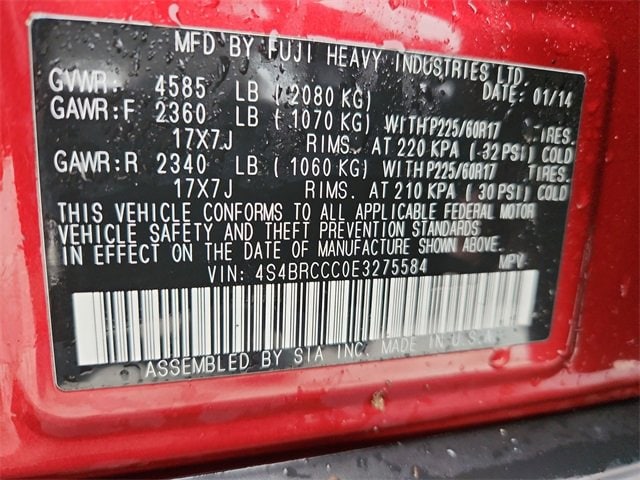 MFD BY FUJI HEAVY INDUSTRIES LTD.
GVWR: 4585 LB (2080 KG) DATE: 01/14
GAWR:F 2360 LB (1070 KG) WITH P225/60R17 TIRES.
17X7J RIMS. AT 220 KPA (32 PSI) COLD
GAWR:R 2340 LB (1060 KG) WITH P225/60R17 TIRES.
17X7J RIMS. AT 210 KPA (30 PSI) COLD
THIS VEHICLE CONFORMS TO ALL APPLICABLE FEDERAL MOTOR
VEHICLE SAFETY AND THEFT PREVENTION STANDARDS
IN EFFECT ON THE DATE OF MANUFACTURE SHOWN ABOVE.
VIN: 4S4BRCCC0E3275584 MPV
ASSEMBLED BY SIA INC. MADE IN U.S.A.